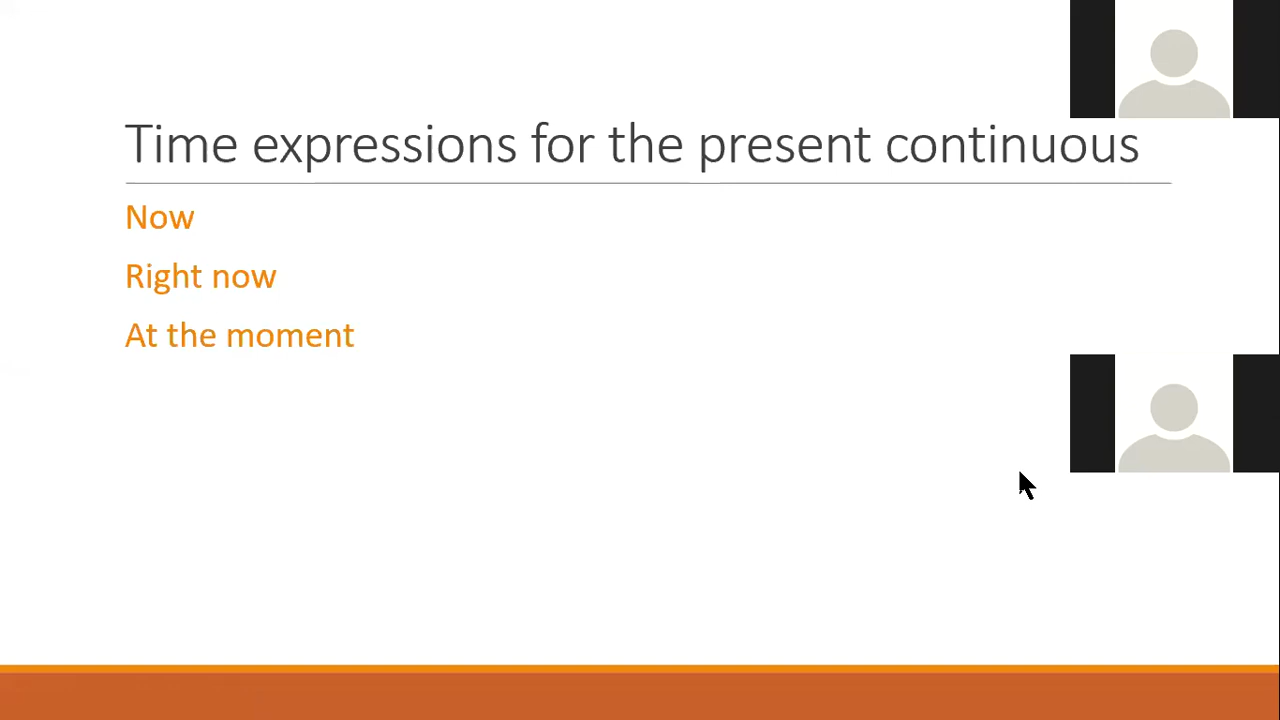 Time expressions for the present continuous
Now
Right now
At the moment